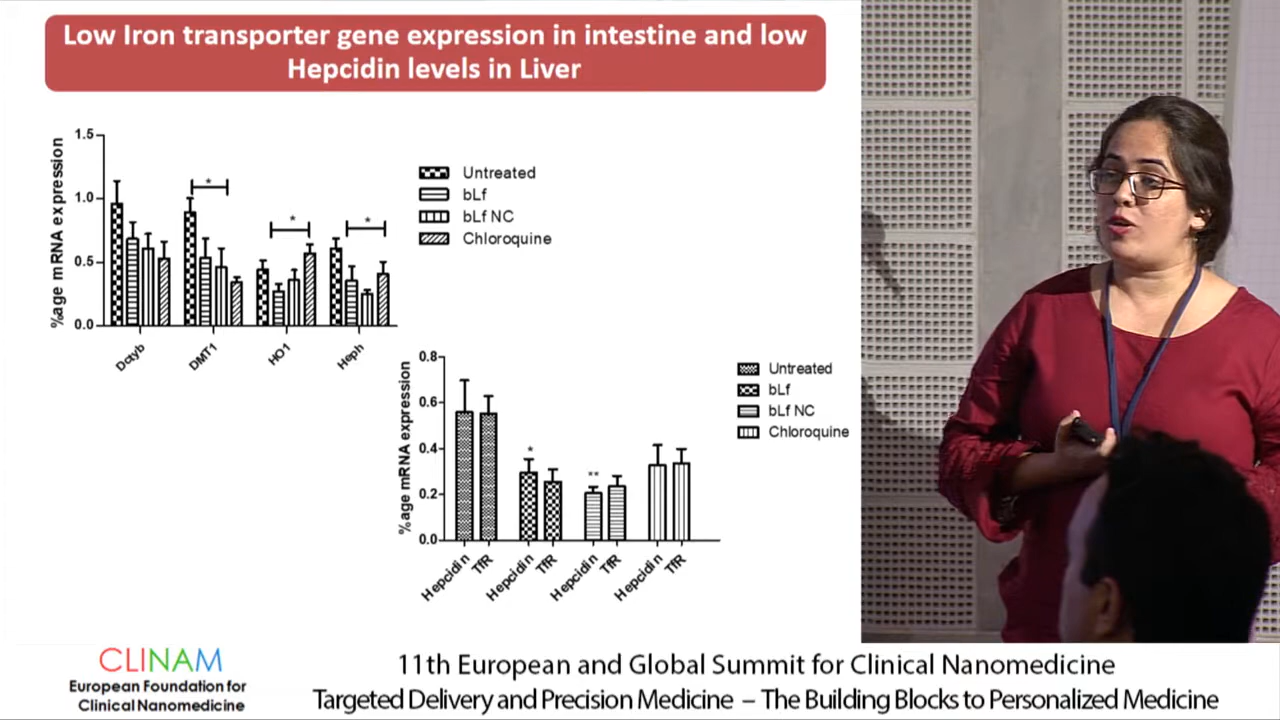 Low Iron transporter gene expression in intestine and low
Hepcidin levels in Liver
%age mRNA expression
1.5
1.0
0.5
0.0
Dctyb
DMT1
HO1
Heph
*
*
*
Untreated
bLf
bLf NC
Chloroquine
%age mRNA expression
0.8
0.6
0.4
0.2
0.0
*
**
Hepcidin
TfR
Hepcidin
TfR
Hepcidin
TfR
Hepcidin
TfR
Untreated
bLf
bLf NC
Chloroquine
CLINAM
European Foundation for
Clinical Nanomedicine
11th European and Global Summit for Clinical Nanomedicine
Targeted Delivery and Precision Medicine – The Building Blocks to Personalized Medicine